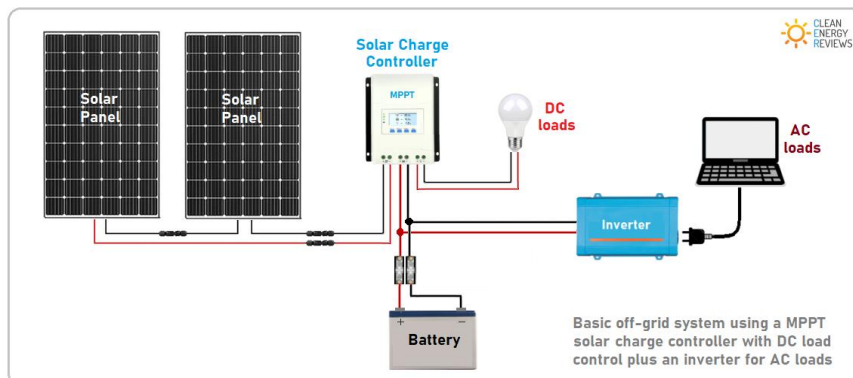 CLEAN
ENERGY
REVIEWS
Solar Charge
Controller
MPPT
Solar
Panel
Solar
Panel
DC
loads
AC
loads
Inverter
+ −
Battery
Basic off-grid system using a MPPT
solar charge controller with DC load
control plus an inverter for AC loads